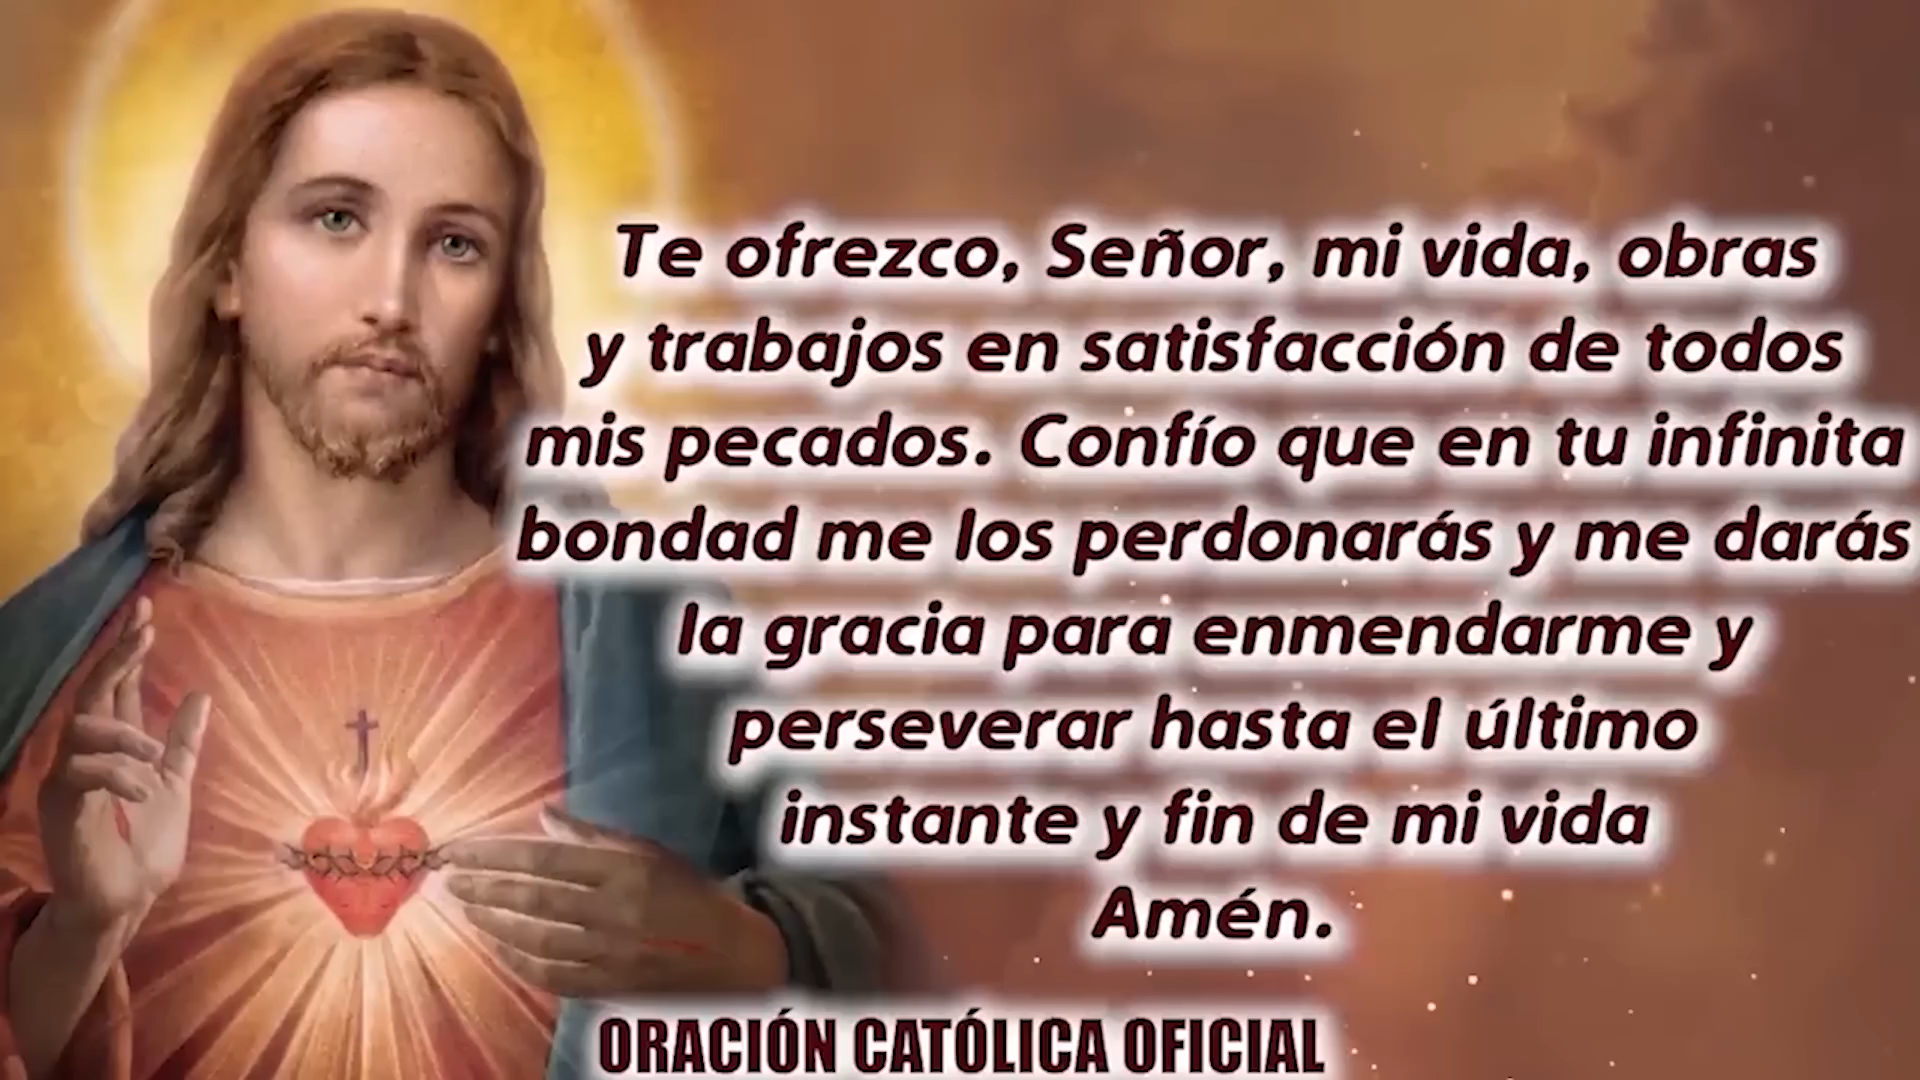 Te ofrezco, Señor, mi vida, obras
y trabajos en satisfacción de todos
mis pecados. Confío que en tu infinita
bondad me los perdonarás y me darás
la gracia para enmendarme y
perseverar hasta el último
instante y fin de mi vida
Amén.
ORACIÓN CATÓLICA OFICIAL